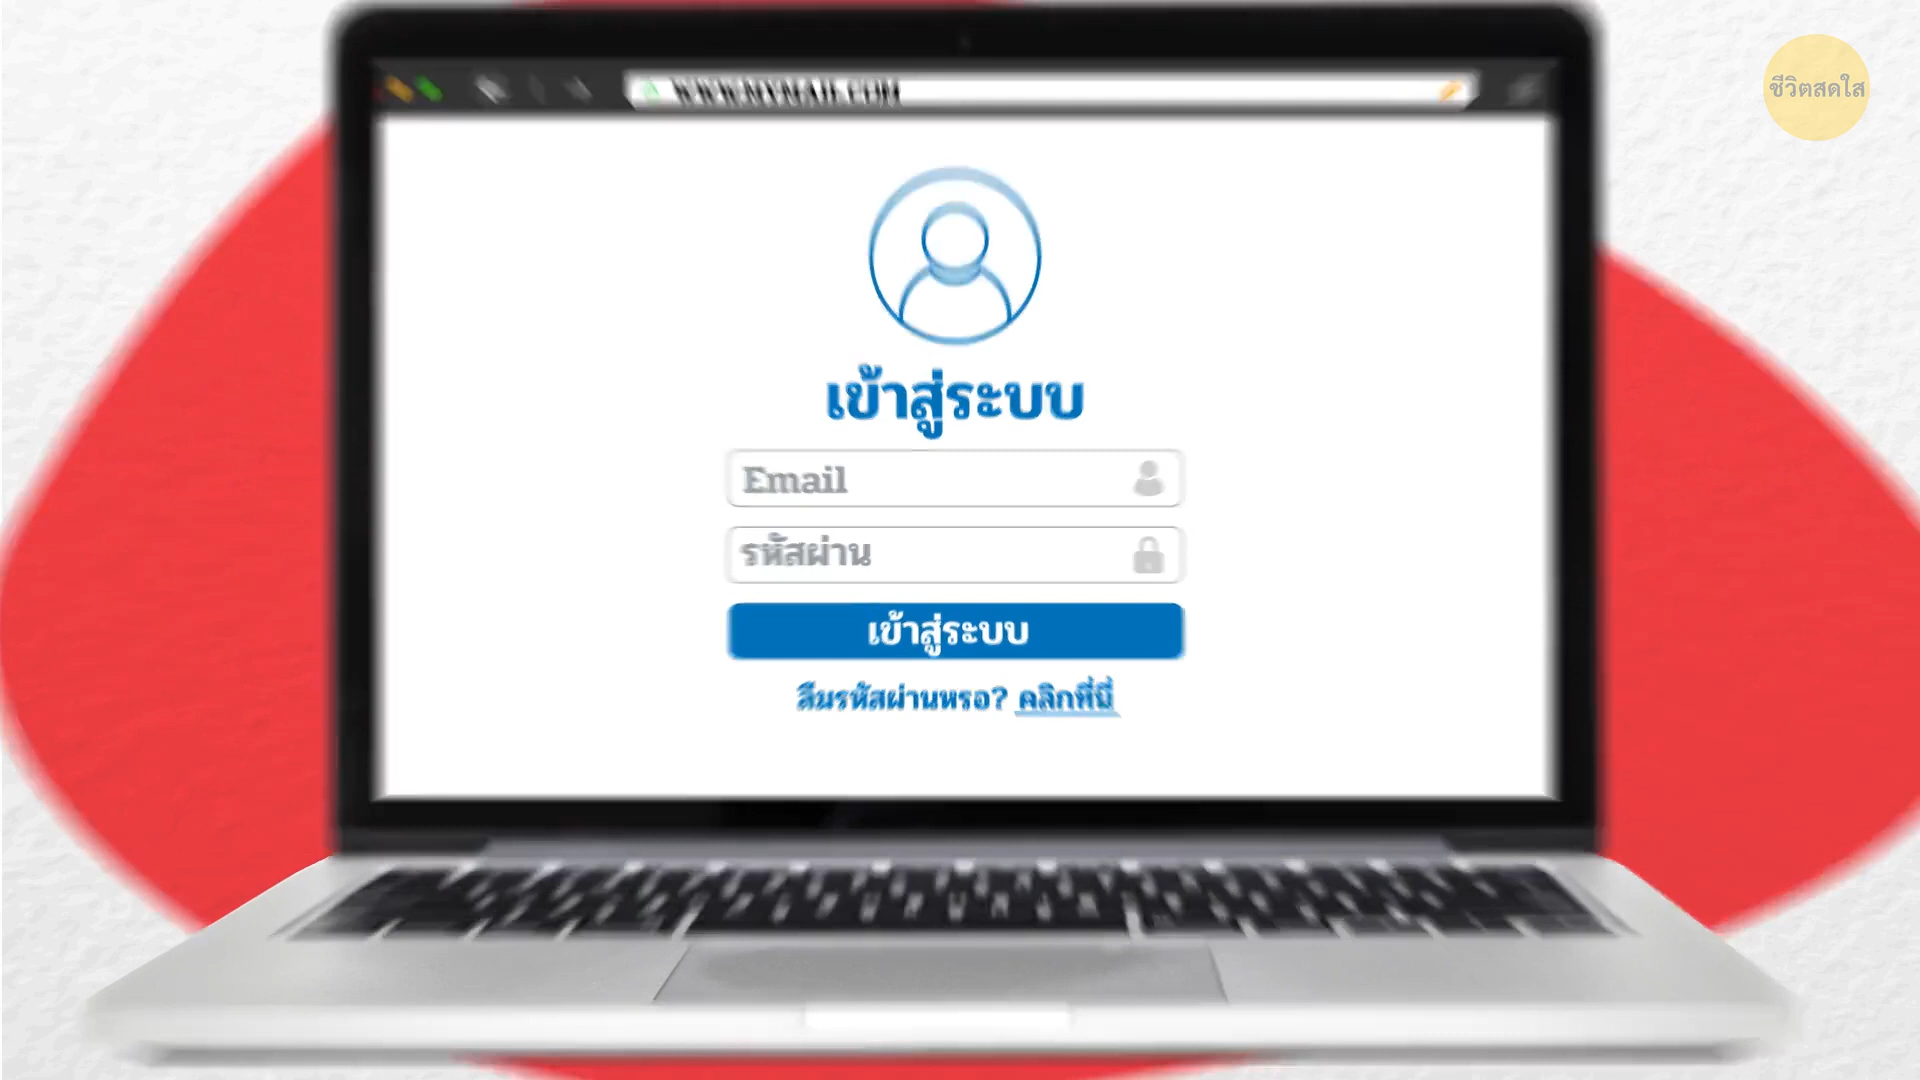 ชีวิตสดใส
เข้าสู่ระบบ
Email
รหัสผ่าน
เข้าสู่ระบบ
ลืมรหัสผ่านหรอ? คลิกที่นี่